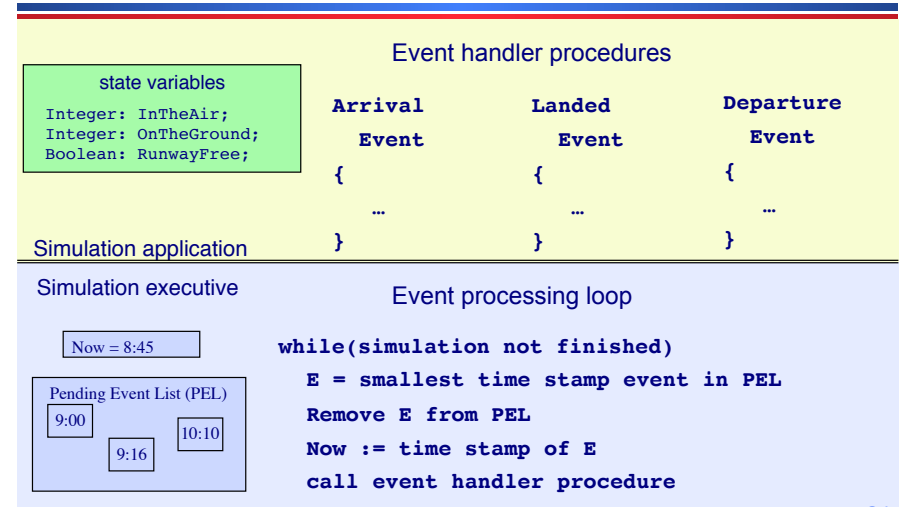 Event handler procedures
state variables
Integer: InTheAir;
Integer: OnTheGround;
Boolean: RunwayFree;
Arrival
Event
{
…
}
Landed
Event
{
…
}
Departure
Event
{
…
}
Simulation application
Simulation executive
Event processing loop
Now = 8:45
Pending Event List (PEL)
9:00
9:16
10:10
while(simulation not finished)
E = smallest time stamp event in PEL
Remove E from PEL
Now := time stamp of E
call event handler procedure